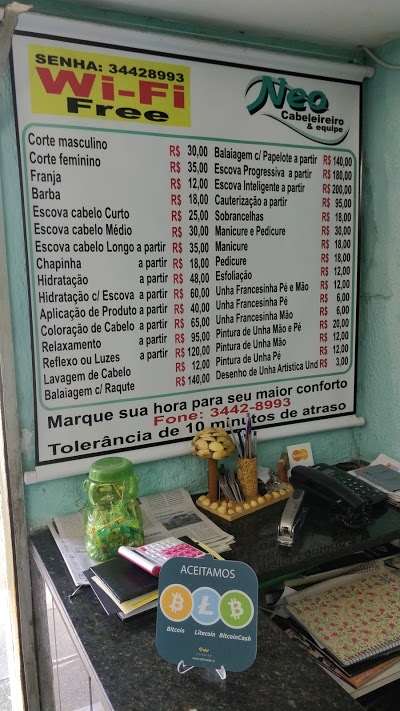 SENHA: 34428993
Wi-Fi
Free
Neo
Cabeleireiro
& equipe
Corte masculino R$ 30,00
Corte feminino R$ 35,00
Franja R$ 12,00
Barba R$ 18,00
Escova cabelo Curto R$ 25,00
Escova cabelo Médio R$ 30,00
Escova cabelo Longo a partir R$ 35,00
Chapinha a partir R$ 18,00
Hidratação a partir R$ 48,00
Hidratação c/ Escova a partir R$ 60,00
Aplicação de Produto a partir R$ 40,00
Coloração de Cabelo a partir R$ 65,00
Relaxamento a partir R$ 95,00
Reflexo ou Luzes a partir R$ 120,00
Lavagem de Cabelo R$ 12,00
Balaiagem c/ Raqute R$ 140,00
Balaiagem c/ Papelote a partir R$ 140,00
Escova Progressiva a partir R$ 180,00
Escova Inteligente a partir R$ 200,00
Cauterização a partir R$ 95,00
Sobrancelhas R$ 18,00
Manicure e Pedicure R$ 30,00
Manicure R$ 18,00
Pedicure R$ 18,00
Esfoliação R$ 12,00
Unha Francesinha Pé e Mão R$ 12,00
Unha Francesinha Pé R$ 6,00
Unha Francesinha Mão R$ 6,00
Pintura de Unha Mão e Pé R$ 20,00
Pintura de Unha Mão R$ 12,00
Pintura de Unha Pé R$ 12,00
Desenho de Unha Artística Und R$ 3,00
Marque sua hora para seu maior conforto
Fone: 3442-8993
Tolerância de 10 minutos de atraso
ACEITAMOS
Bitcoin Litecoin BitcoinCash